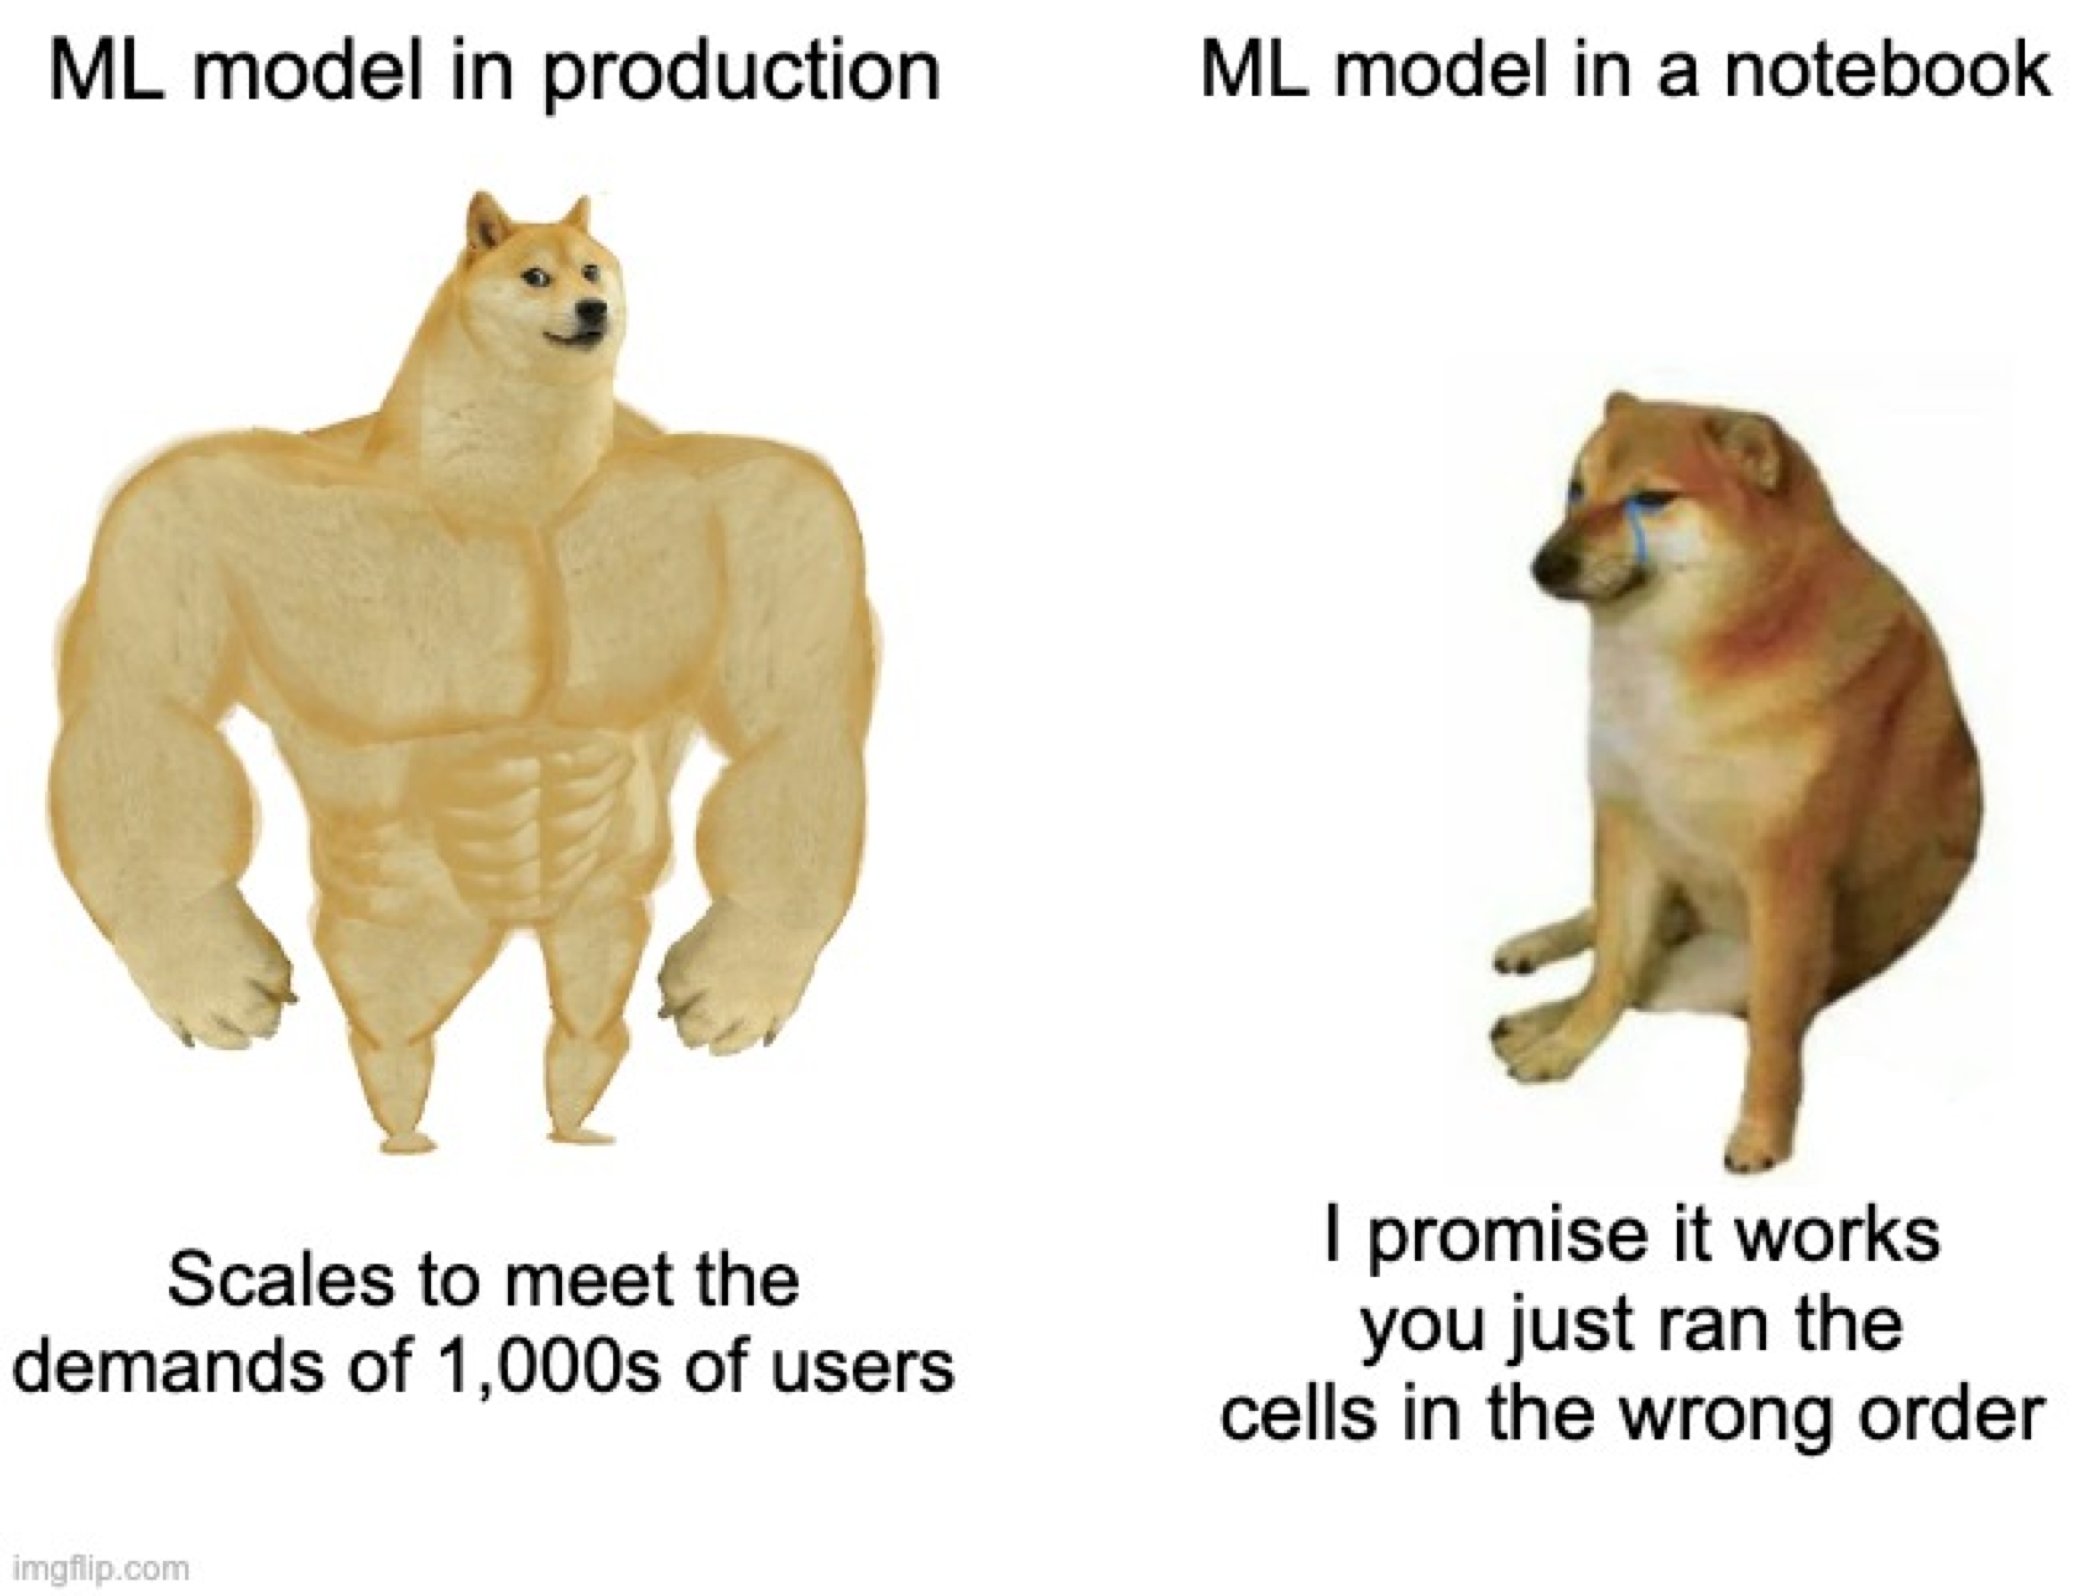 ML model in production
ML model in a notebook
Scales to meet the
demands of 1,000s of users
I promise it works
you just ran the
cells in the wrong order
imgflip.com